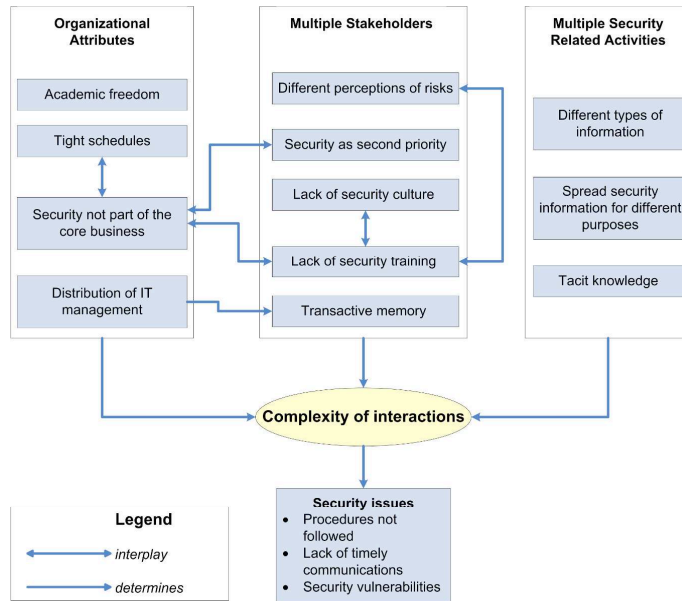 Organizational
Attributes
Academic freedom
Tight schedules
Security not part of the
core business
Distribution of IT
management
Multiple Stakeholders
Different perceptions of risks
Security as second priority
Lack of security culture
Lack of security training
Transactive memory
Multiple Security
Related Activities
Different types of
information
Spread security
information for different
purposes
Tacit knowledge
Complexity of interactions
Security issues
• Procedures not
followed
• Lack of timely
communications
• Security vulnerabilities
Legend
interplay
determines